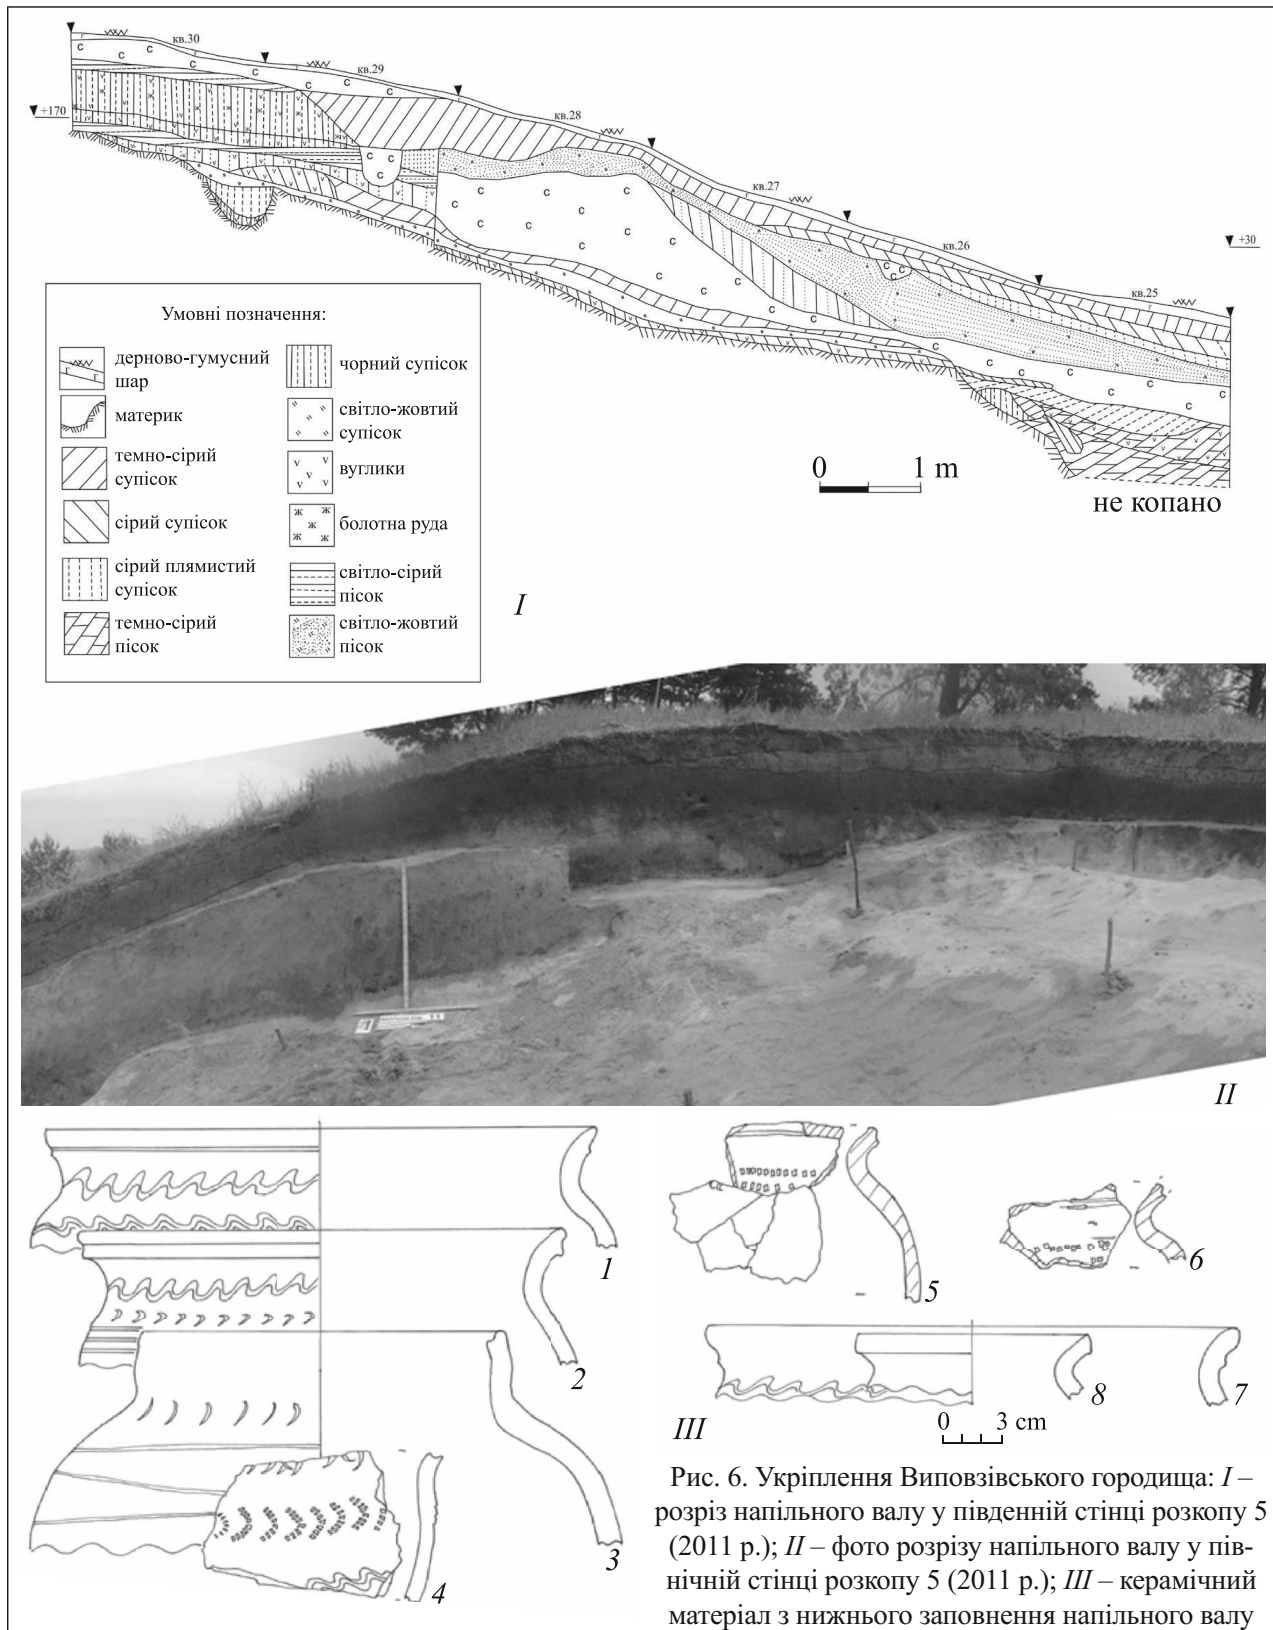 кв.30
кв.29
кв.28
кв.27
кв.26
кв.25
+170
+30
Умовні позначення:
дерново-гумусний
шар
материк
темно-сірий
супісок
сірий супісок
сірий плямистий
супісок
темно-сірий
пісок
чорний супісок
світло-жовтий
супісок
вуглики
болотна руда
світло-сірий
пісок
світло-жовтий
пісок
0 1 m
не копано
I
II
1
2
3
4
5
6
8
7
III
0 3 cm
Рис. 6. Укріплення Виповзівського городища: I –
розріз напільного валу у південній стінці розкопу 5
(2011 р.); II – фото розрізу напільного валу у пів-
нічній стінці розкопу 5 (2011 р.); III – керамічний
матеріал з нижнього заповнення напільного валу